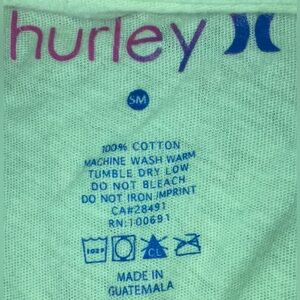 hurley
SM
100% COTTON
MACHINE WASH WARM
TUMBLE DRY LOW
DO NOT BLEACH
DO NOT IRON IMPRINT
CA#28491
RN:100691
CL
MADE IN
GUATEMALA